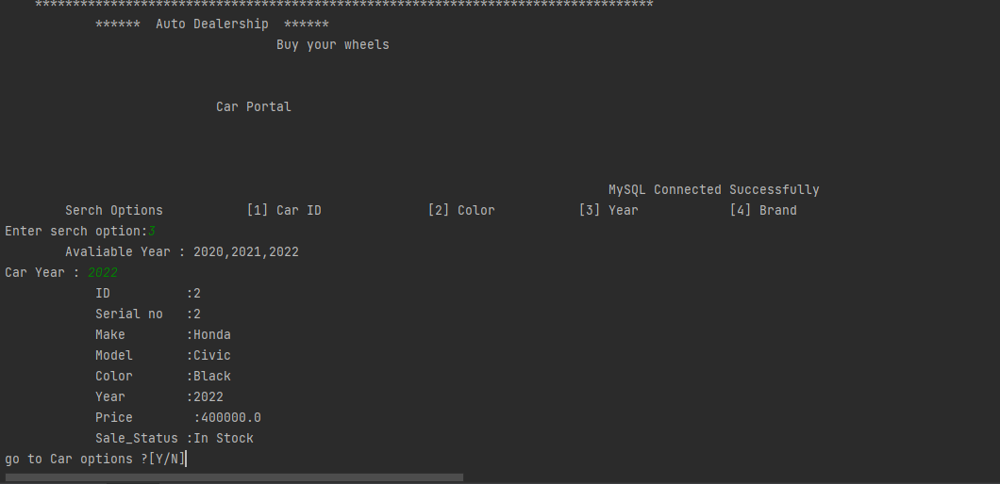 **********************************************************************************
****** Auto Dealership ******
Buy your wheels
Car Portal
MySQL Connected Successfully
Serch Options [1] Car ID [2] Color [3] Year [4] Brand
Enter serch option:3
Avaliable Year : 2020,2021,2022
Car Year : 2022
ID :2
Serial no :2
Make :Honda
Model :Civic
Color :Black
Year :2022
Price :400000.0
Sale_Status :In Stock
go to Car options ?[Y/N]